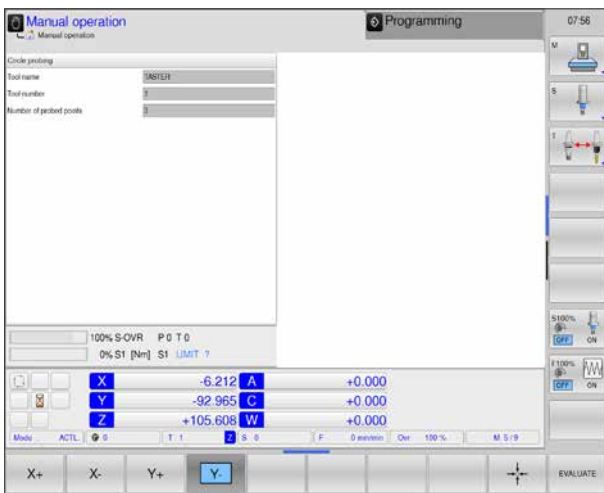 Manual operation
Programming
07:56
Manual operation
Circle probing
Tool name TASTER
Tool number
Number of probed points 3
M
S
T
100% S-OVR P0 T0
0% S1 [Nm] S1 LIMIT ?
S100%
OFF ON
F100%
OFF ON
X -6.212 A +0.000
Y -92.965 C +0.000
Z +105.608 W +0.000
Mode ACTL. 0 T 1 Z S 0 F 0 mm/min Ovr 100 % M 5/9
X+ X- Y+ Y- EVALUATE